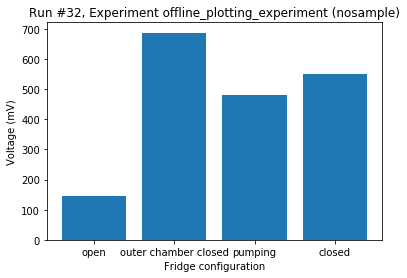 Run #32, Experiment offline_plotting_experiment (nosample)
700
600
500
400
300
200
100
0
Voltage (mV)
open outer chamber closed pumping closed
Fridge configuration